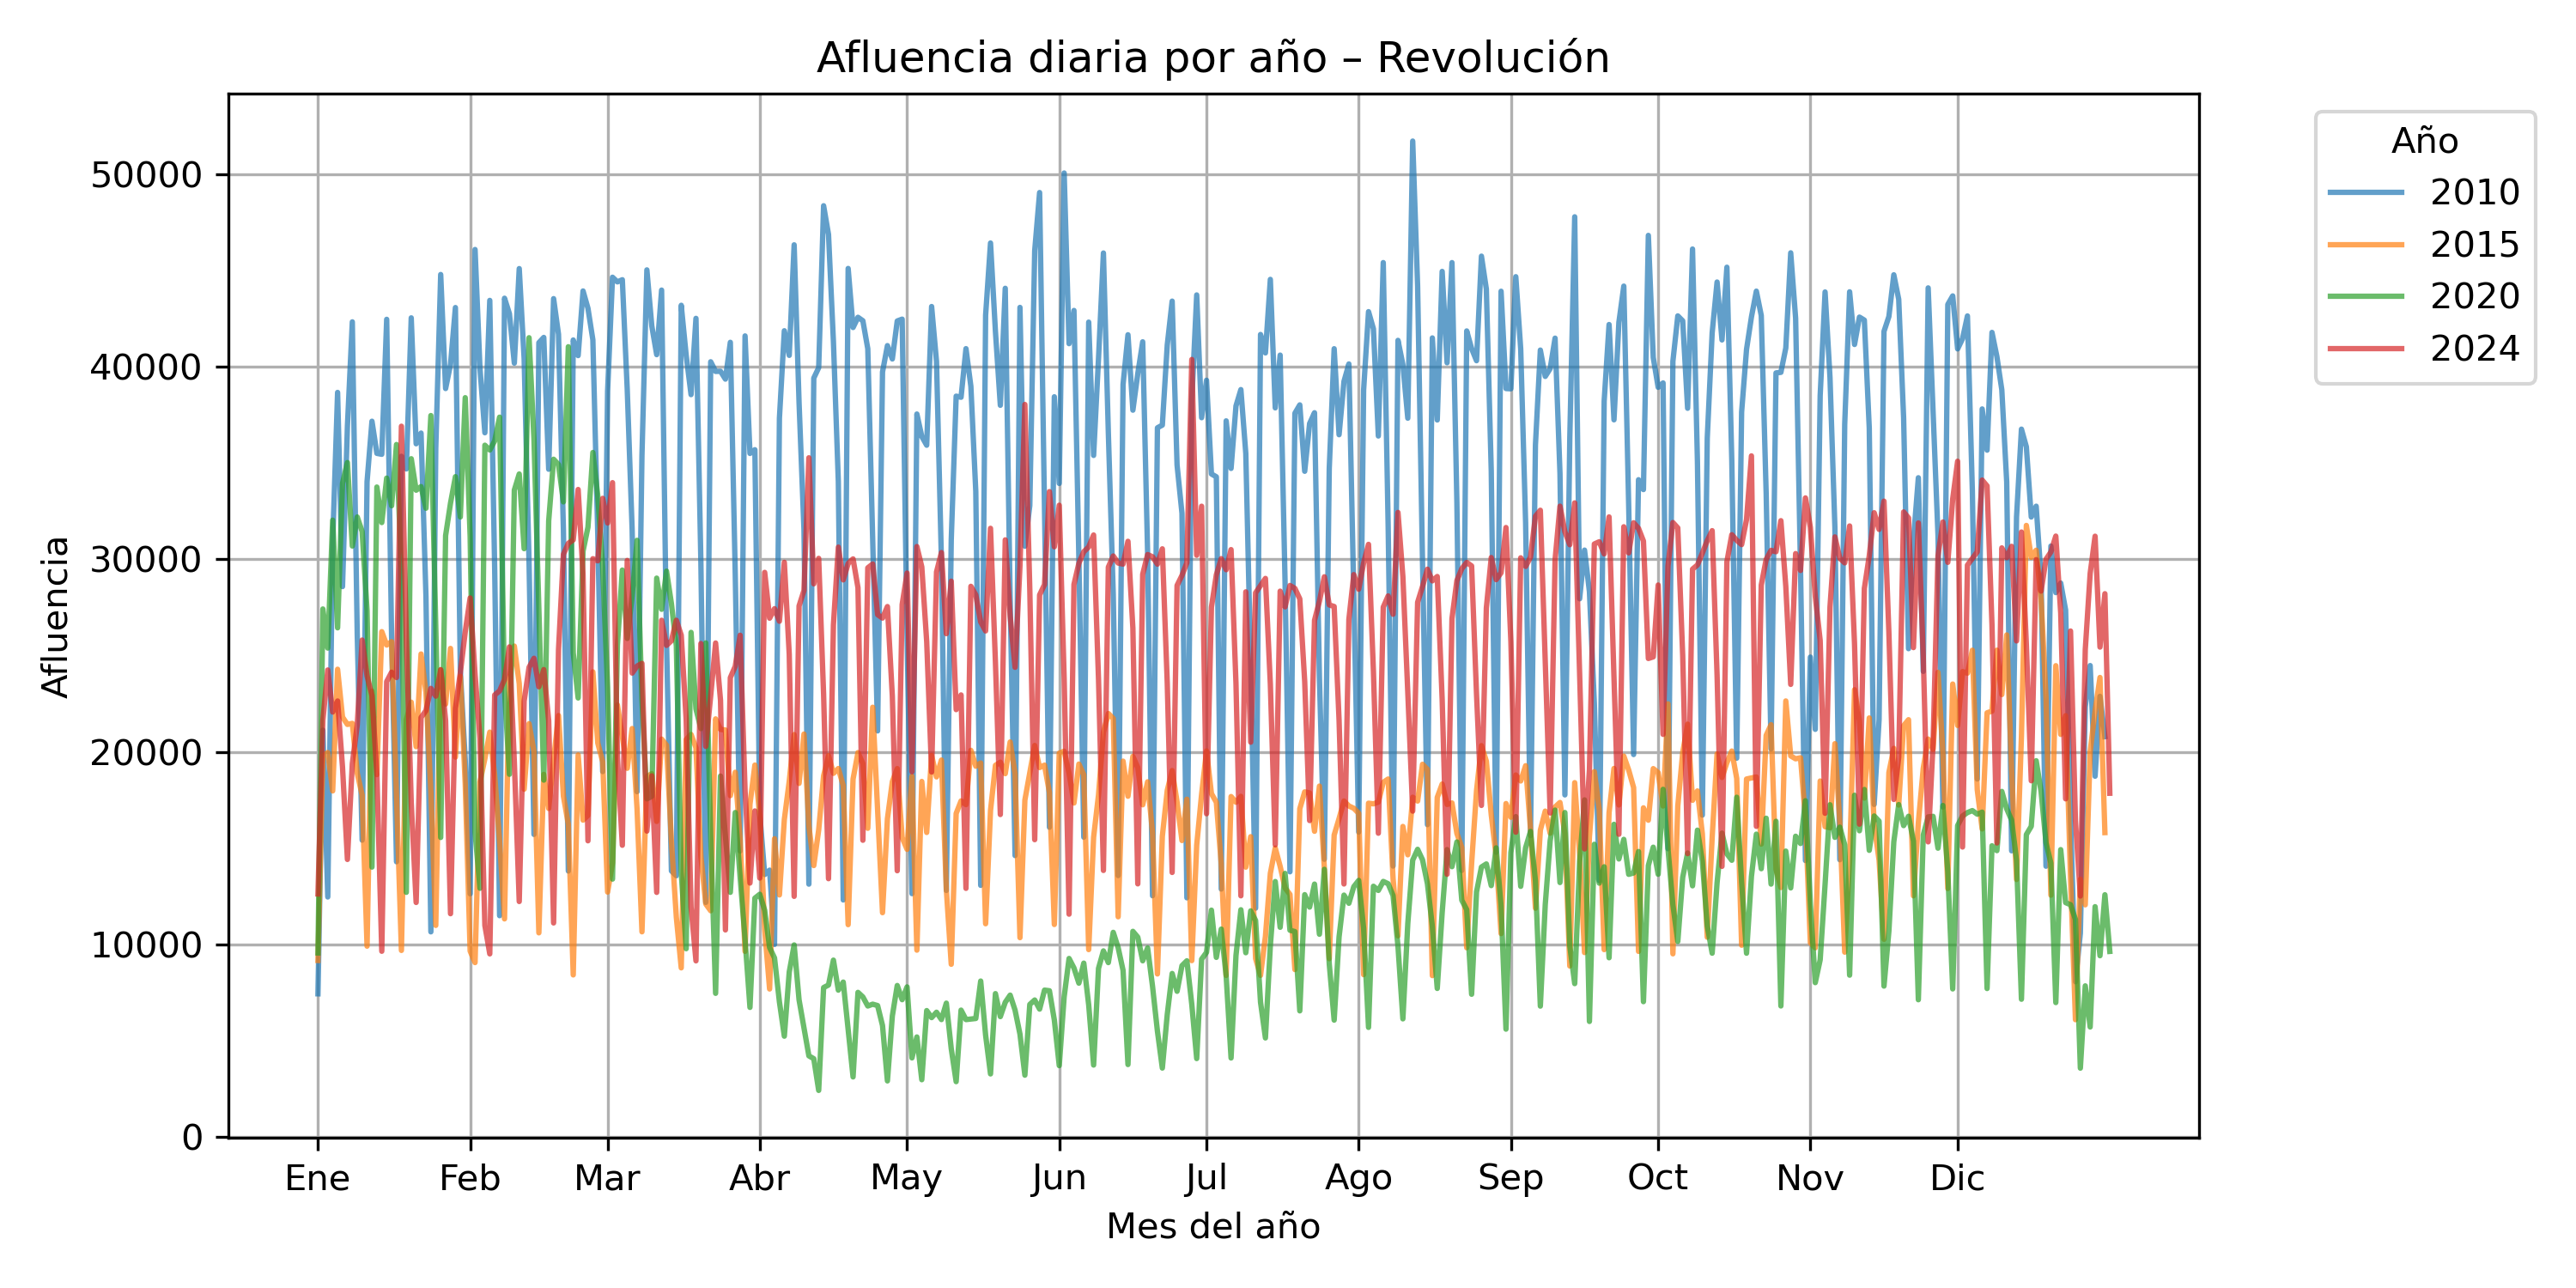 Afluencia diaria por año – Revolución
Afluencia
50000
40000
30000
20000
10000
0
Ene Feb Mar Abr May Jun Jul Ago Sep Oct Nov Dic
Mes del año
Año
2010
2015
2020
2024